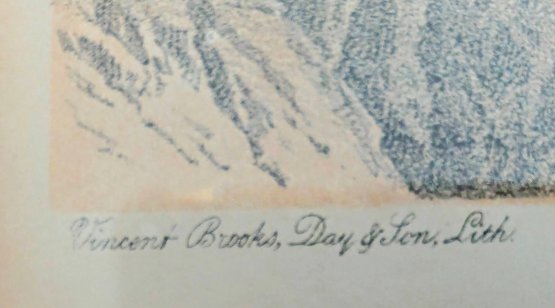 Vincent Brooks, Day & Son, Lith.